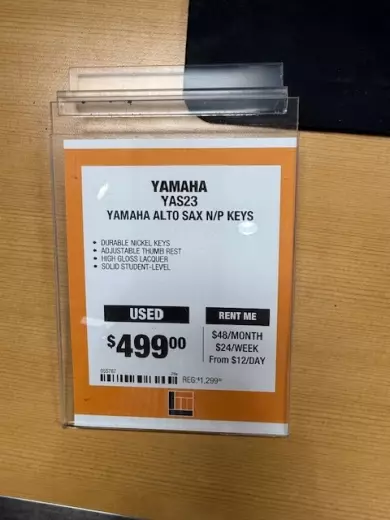 YAMAHA
YAS23
YAMAHA ALTO SAX N/P KEYS
• DURABLE NICKEL KEYS
• ADJUSTABLE THUMB REST
• HIGH GLOSS LACQUER
• SOLID STUDENT-LEVEL
USED
$499⁰⁰
RENT ME
$48/MONTH
$24/WEEK
From $12/DAY
REG:$1,299